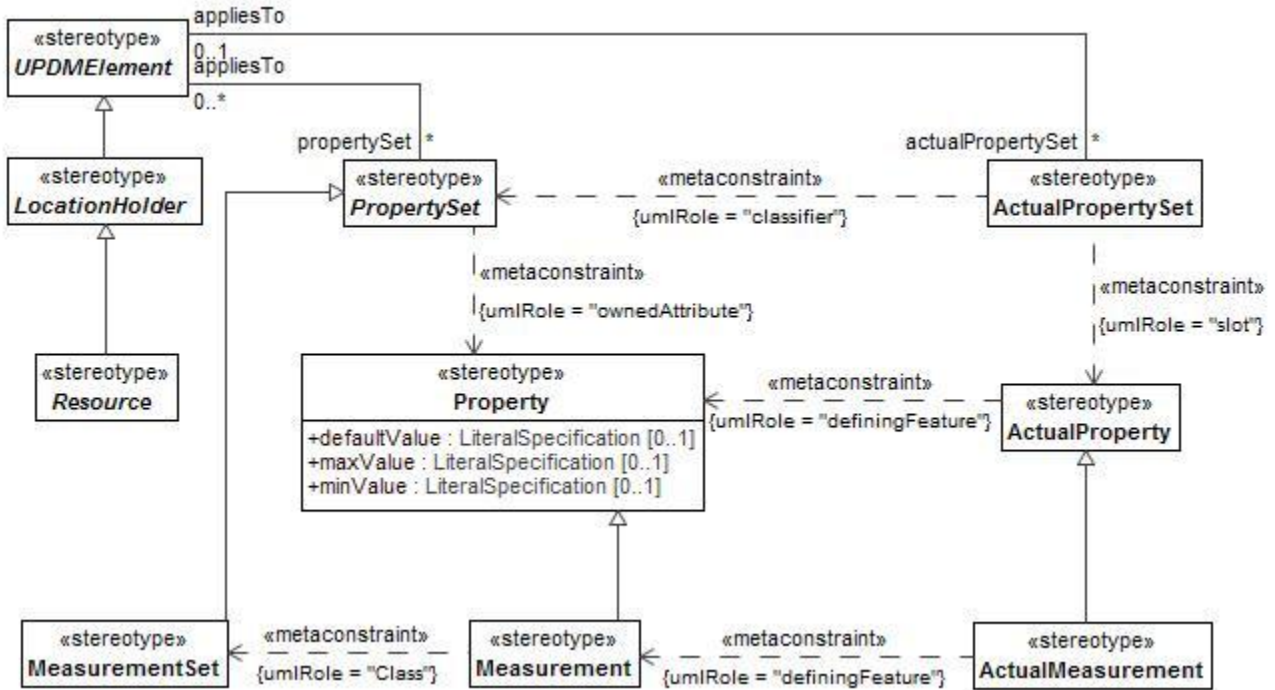 appliesTo
«stereotype»
UPDMElement
0..1
appliesTo
0..*
propertySet
*
actualPropertySet
*
«stereotype»
LocationHolder
«stereotype»
PropertySet
«metaconstraint»
{umlRole = "classifier"}
«stereotype»
ActualPropertySet
«metaconstraint»
{umlRole = "ownedAttribute"}
«metaconstraint»
{umlRole = "slot"}
«stereotype»
Resource
«stereotype»
Property
+defaultValue : LiteralSpecification [0..1]
+maxValue : LiteralSpecification [0..1]
+minValue : LiteralSpecification [0..1]
«metaconstraint»
{umlRole = "definingFeature"}
«stereotype»
ActualProperty
«stereotype»
MeasurementSet
«metaconstraint»
{umlRole = "Class"}
«stereotype»
Measurement
«metaconstraint»
{umlRole = "definingFeature"}
«stereotype»
ActualMeasurement